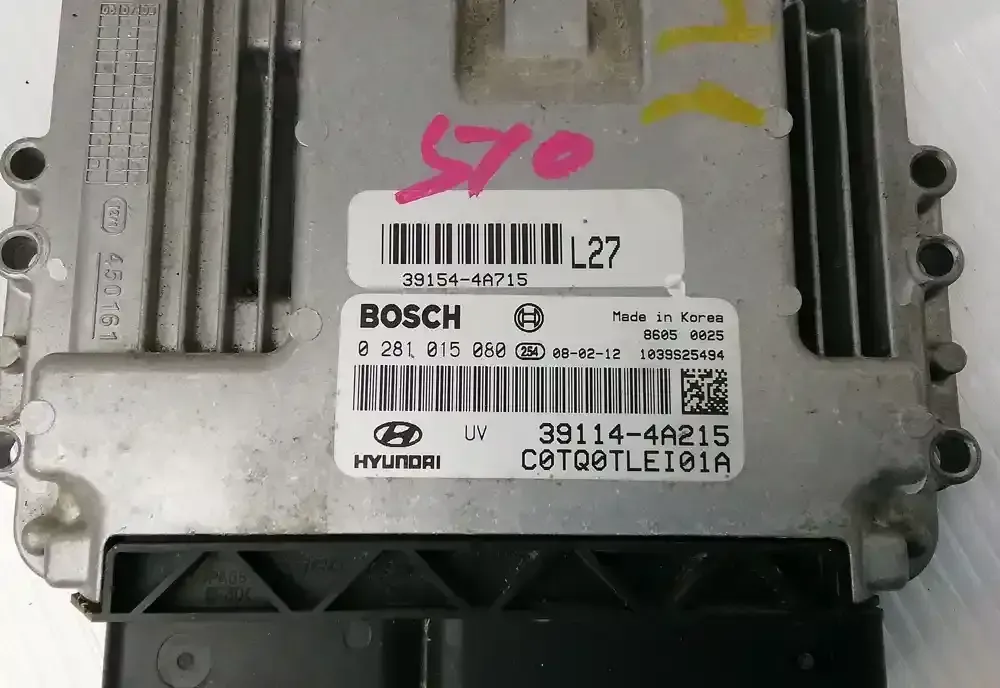 450161
510
39154-4A715
L27
BOSCH
Made in Korea
8605 0025
0 281 015 080 254 08-02-12 1039S25494
HYUNDAI
UV
39114-4A215
C0TQ0TLEI01A